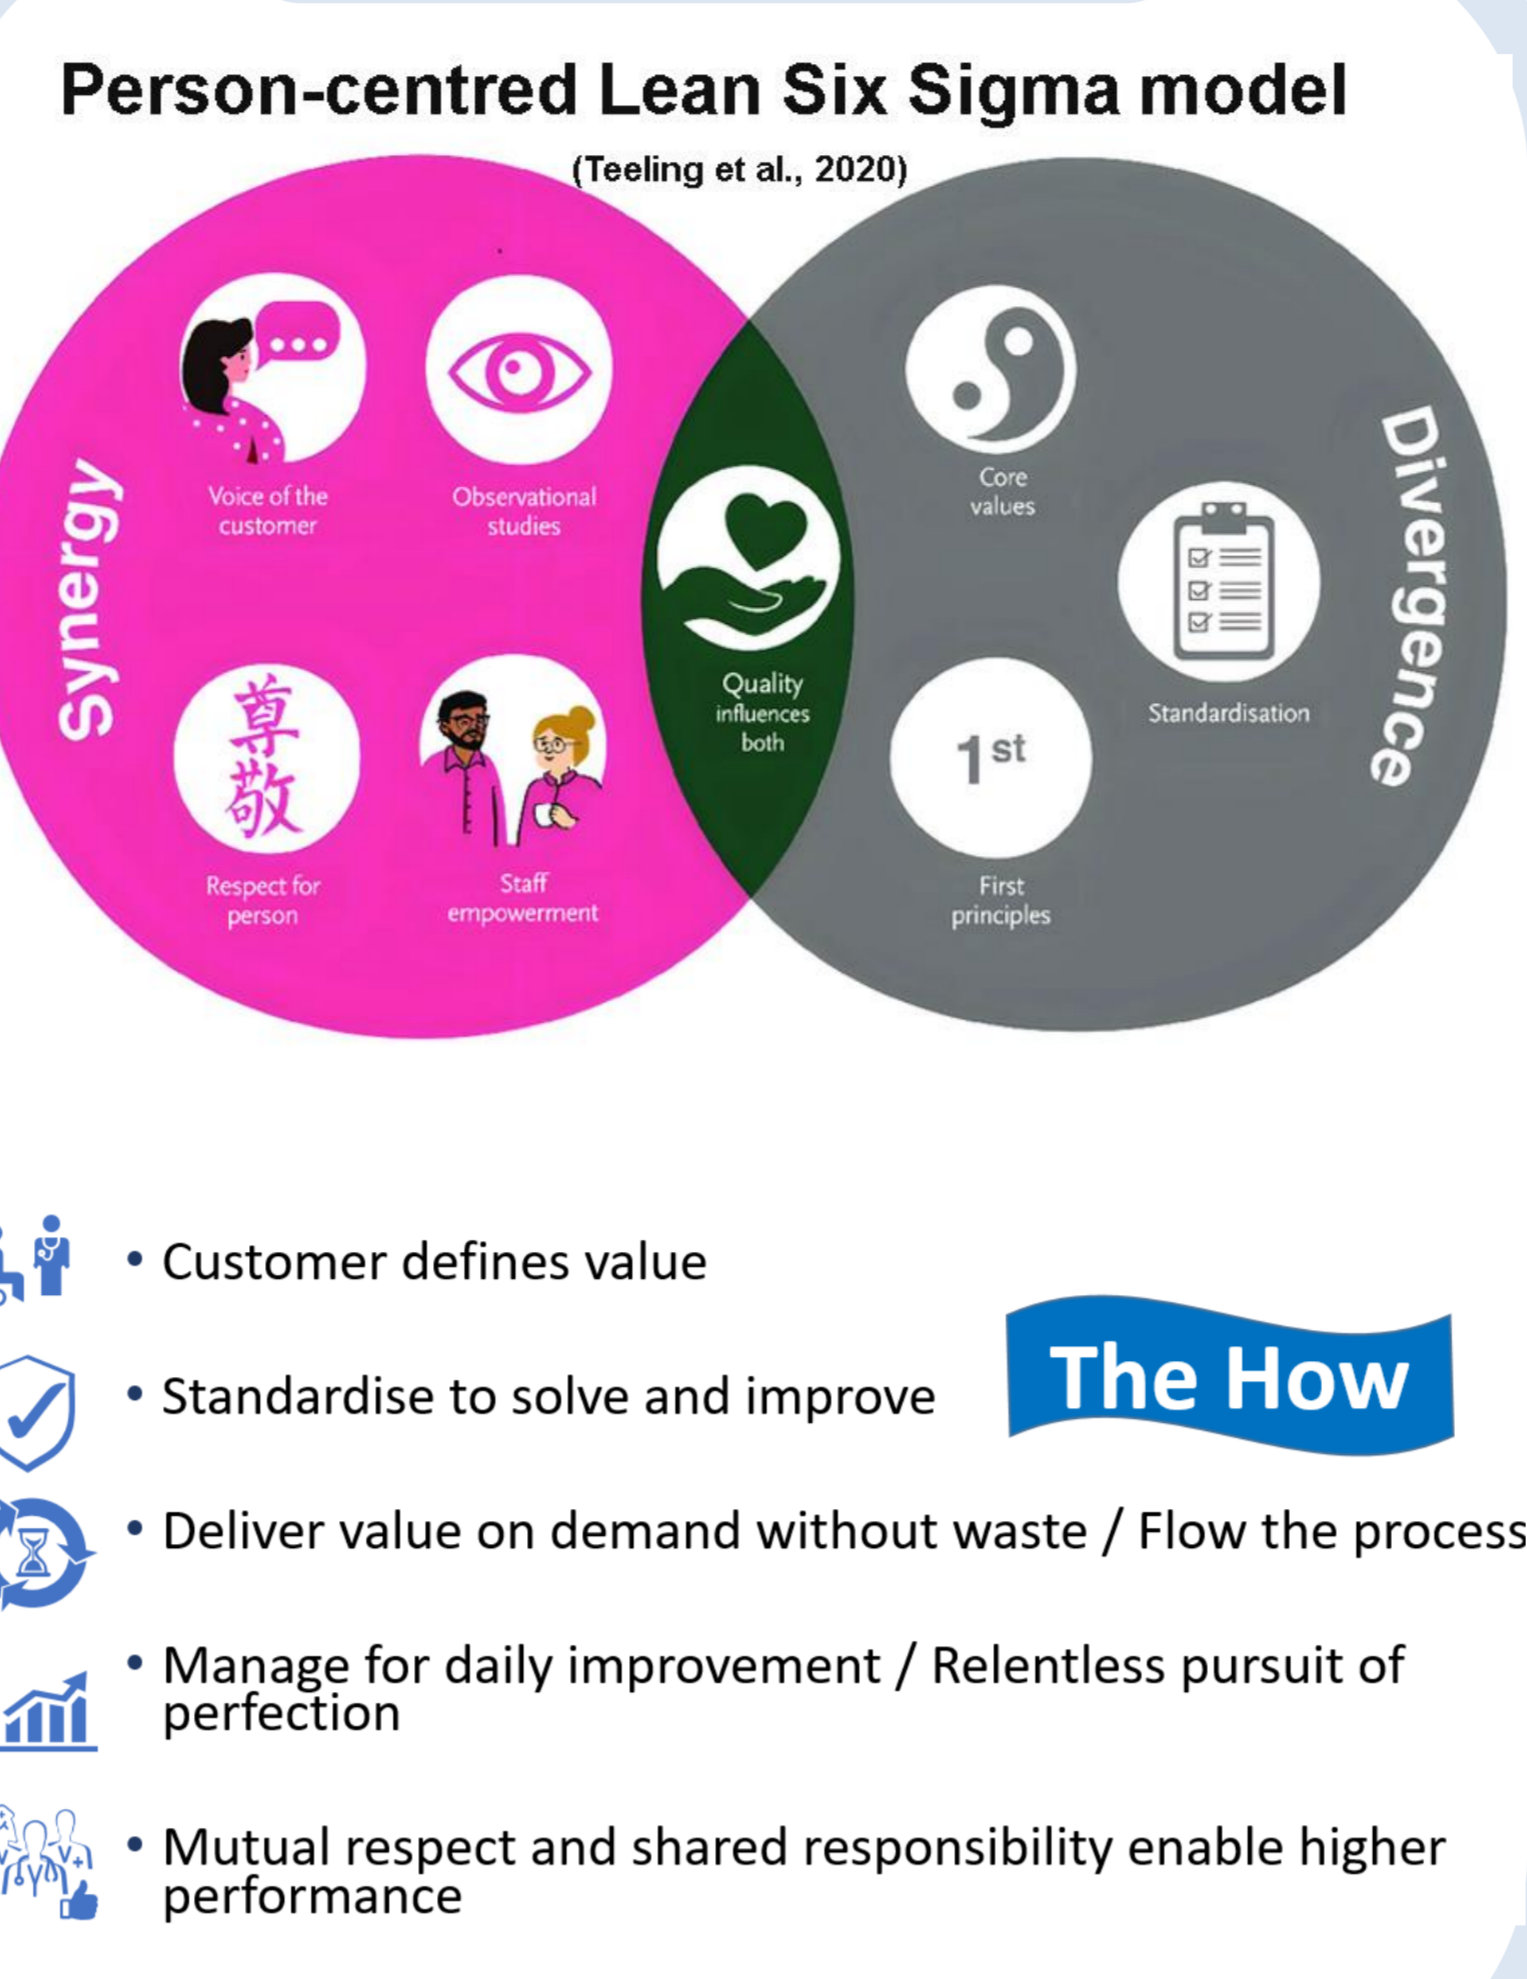 Person-centred Lean Six Sigma model
(Teeling et al., 2020)
Synergy
Voice of the
customer
Observational
studies
尊
敬
Respect for
person
Staff
empowerment
Quality
influences
both
Core
values
Standardisation
1st
First
principles
Divergence
• Customer defines value
• Standardise to solve and improve
The How
• Deliver value on demand without waste / Flow the process
• Manage for daily improvement / Relentless pursuit of
perfection
• Mutual respect and shared responsibility enable higher
performance